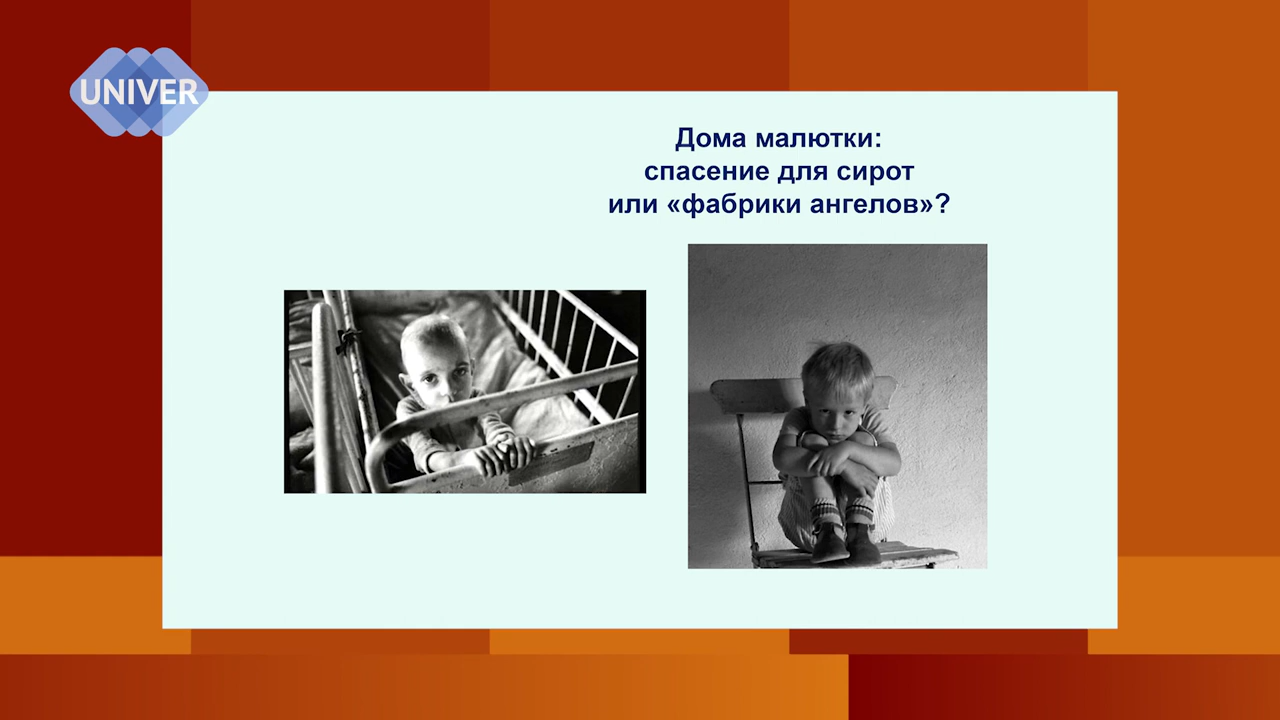 UNIVER
Дома малютки:
спасение для сирот
или «фабрики ангелов»?